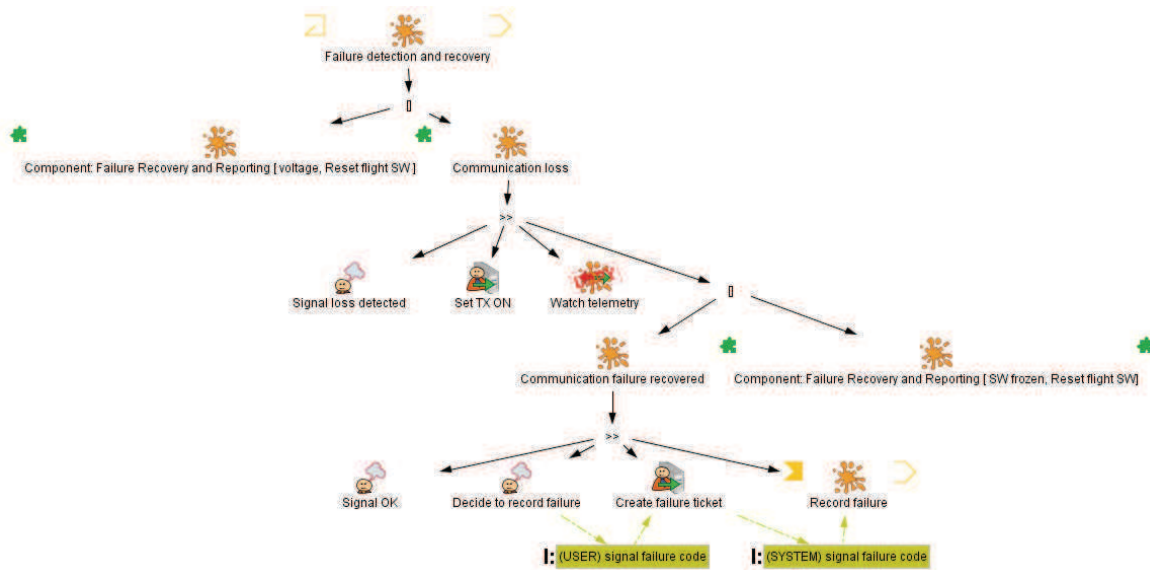 Failure detection and recovery
[]
Component: Failure Recovery and Reporting [ voltage, Reset flight SW ]
Communication loss
>>
Signal loss detected
Set TX ON
Watch telemetry
[]
Communication failure recovered
Component: Failure Recovery and Reporting [ SW frozen, Reset flight SW]
>>
Signal OK
Decide to record failure
Create failure ticket
Record failure
I: (USER) signal failure code
I: (SYSTEM) signal failure code